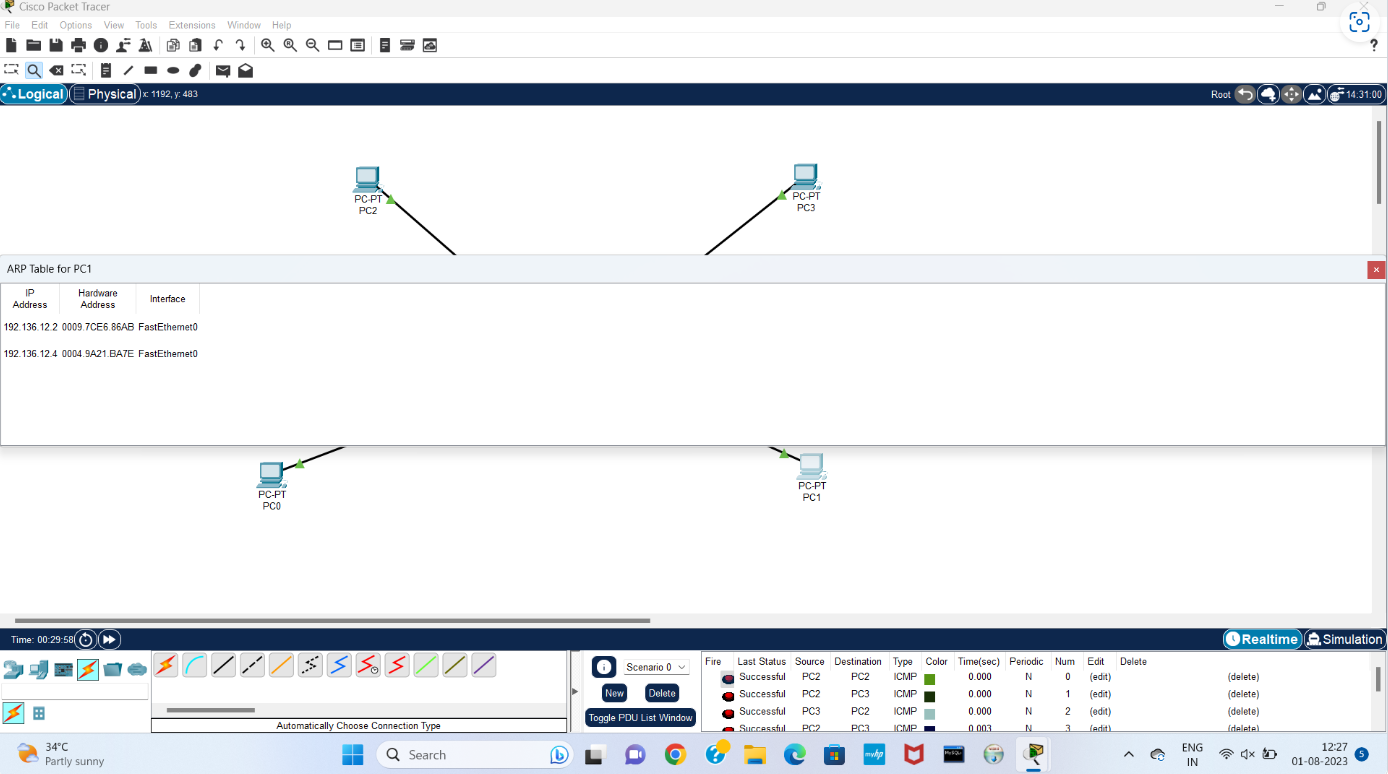 Cisco Packet Tracer
File Edit Options View Tools Extensions Window Help
?
Logical Physical x: 1192, y: 483 Root 14:31:00
PC-PT
PC2
PC-PT
PC3
ARP Table for PC1
IP Address Hardware Address Interface
192.136.12.2 0009.7CE6.86AB FastEthernet0
192.136.12.4 0004.9A21.BA7E FastEthernet0
PC-PT
PC0
PC-PT
PC1
Time: 00:29:58 Realtime Simulation
Scenario 0
New Delete
Toggle PDU List Window
Automatically Choose Connection Type
Fire Last Status Source Destination Type Color Time(sec) Periodic Num Edit Delete
Successful PC2 PC2 ICMP 0.000 N 0 (edit) (delete)
Successful PC2 PC3 ICMP 0.000 N 1 (edit) (delete)
Successful PC3 PC2 ICMP 0.000 N 2 (edit) (delete)
Successful PC2 PC3 ICMP 0.003 N 3 (edit) (delete)
34°C
Partly sunny
Search
myhp
ENG
IN
12:27
01-08-2023
5